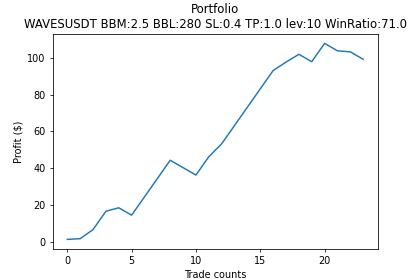 Portfolio
WAVESUSDT BBM:2.5 BBL:280 SL:0.4 TP:1.0 lev:10 WinRatio:71.0
100
80
60
40
20
0
Profit ($)
0 5 10 15 20
Trade counts